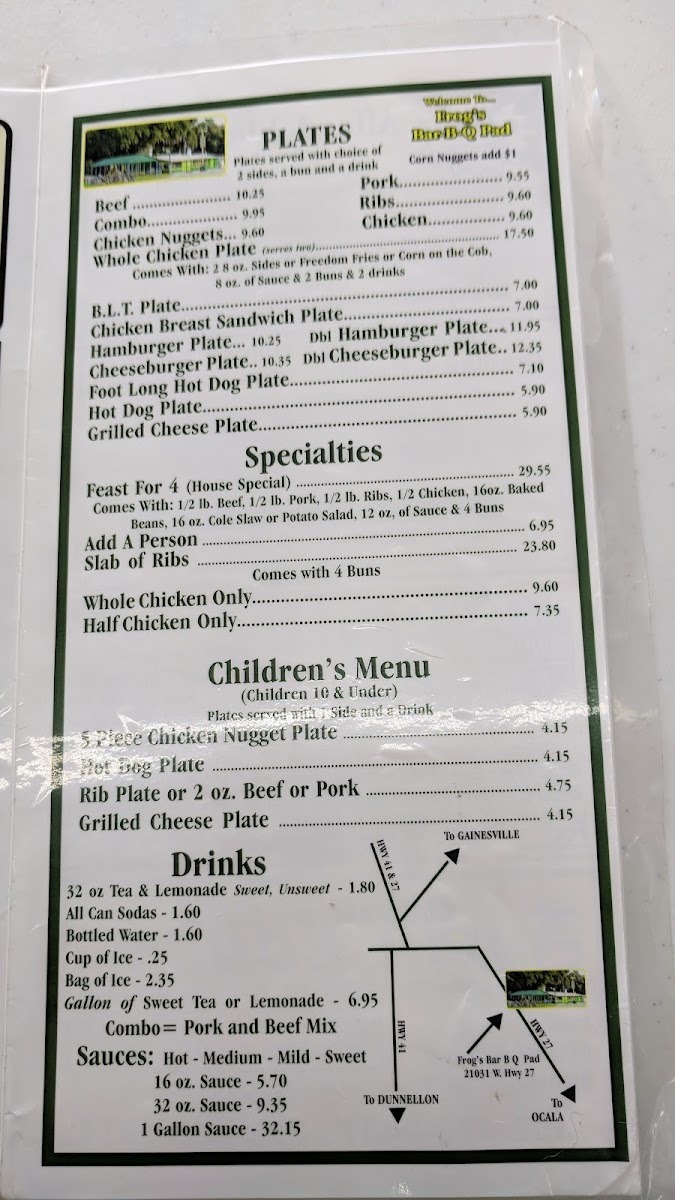 Welcome To...
Frog's
Bar-B-Q Pad
PLATES
Plates served with choice of
2 sides, a bun and a drink
Corn Nuggets add $1
Beef ........................ 10.25
Combo...................... 9.95
Chicken Nuggets... 9.60
Pork........................ 9.55
Ribs........................ 9.60
Chicken.................. 9.60
Whole Chicken Plate (serves two)........................ 17.50
Comes With: 2 8 oz. Sides or Freedom Fries or Corn on the Cob,
8 oz. of Sauce & 2 Buns & 2 drinks
B.L.T. Plate........................ 7.00
Chicken Breast Sandwich Plate........................ 7.00
Hamburger Plate... 10.25 Dbl Hamburger Plate.... 11.95
Cheeseburger Plate.. 10.35 Dbl Cheeseburger Plate.. 12.35
Foot Long Hot Dog Plate........................ 7.10
Hot Dog Plate........................ 5.90
Grilled Cheese Plate........................ 5.90
Specialties
Feast For 4 (House Special) ........................ 29.55
Comes With: 1/2 lb. Beef, 1/2 lb. Pork, 1/2 lb. Ribs, 1/2 Chicken, 16oz. Baked
Beans, 16 oz. Cole Slaw or Potato Salad, 12 oz, of Sauce & 4 Buns
Add A Person ........................ 6.95
Slab of Ribs ........................ 23.80
Comes with 4 Buns
Whole Chicken Only........................ 9.60
Half Chicken Only........................ 7.35
Children's Menu
(Children 10 & Under)
Plates served with 1 Side and a Drink
5 Piece Chicken Nugget Plate ........................ 4.15
Hot Dog Plate ........................ 4.15
Rib Plate or 2 oz. Beef or Pork ........................ 4.75
Grilled Cheese Plate ........................ 4.15
Drinks
32 oz Tea & Lemonade Sweet, Unsweet - 1.80
All Can Sodas - 1.60
Bottled Water - 1.60
Cup of Ice - .25
Bag of Ice - 2.35
Gallon of Sweet Tea or Lemonade - 6.95
Combo= Pork and Beef Mix
Sauces: Hot - Medium - Mild - Sweet
16 oz. Sauce - 5.70
32 oz. Sauce - 9.35
1 Gallon Sauce - 32.15
To GAINESVILLE
HWY 41 & 27
HWY 41
HWY 27
Frog's Bar B Q Pad
21031 W. Hwy 27
To DUNNELLON
To
OCALA